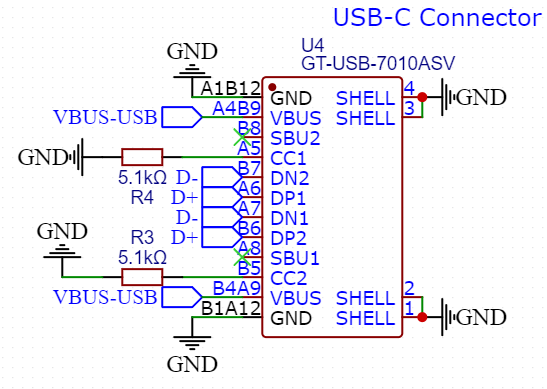 USB-C Connector
U4
GT-USB-7010ASV
GND
A1B12 GND SHELL 4 GND
VBUS-USB A4B9 VBUS SHELL 3
B8 SBU2
GND A5 CC1
5.1kΩ
R4
D- B7 DN2
D+ A6 DP1
D- A7 DN1
D+ B6 DP2
A8 SBU1
GND
R3
5.1kΩ
B5 CC2
VBUS-USB B4A9 VBUS SHELL 2
B1A12 GND SHELL 1 GND
GND